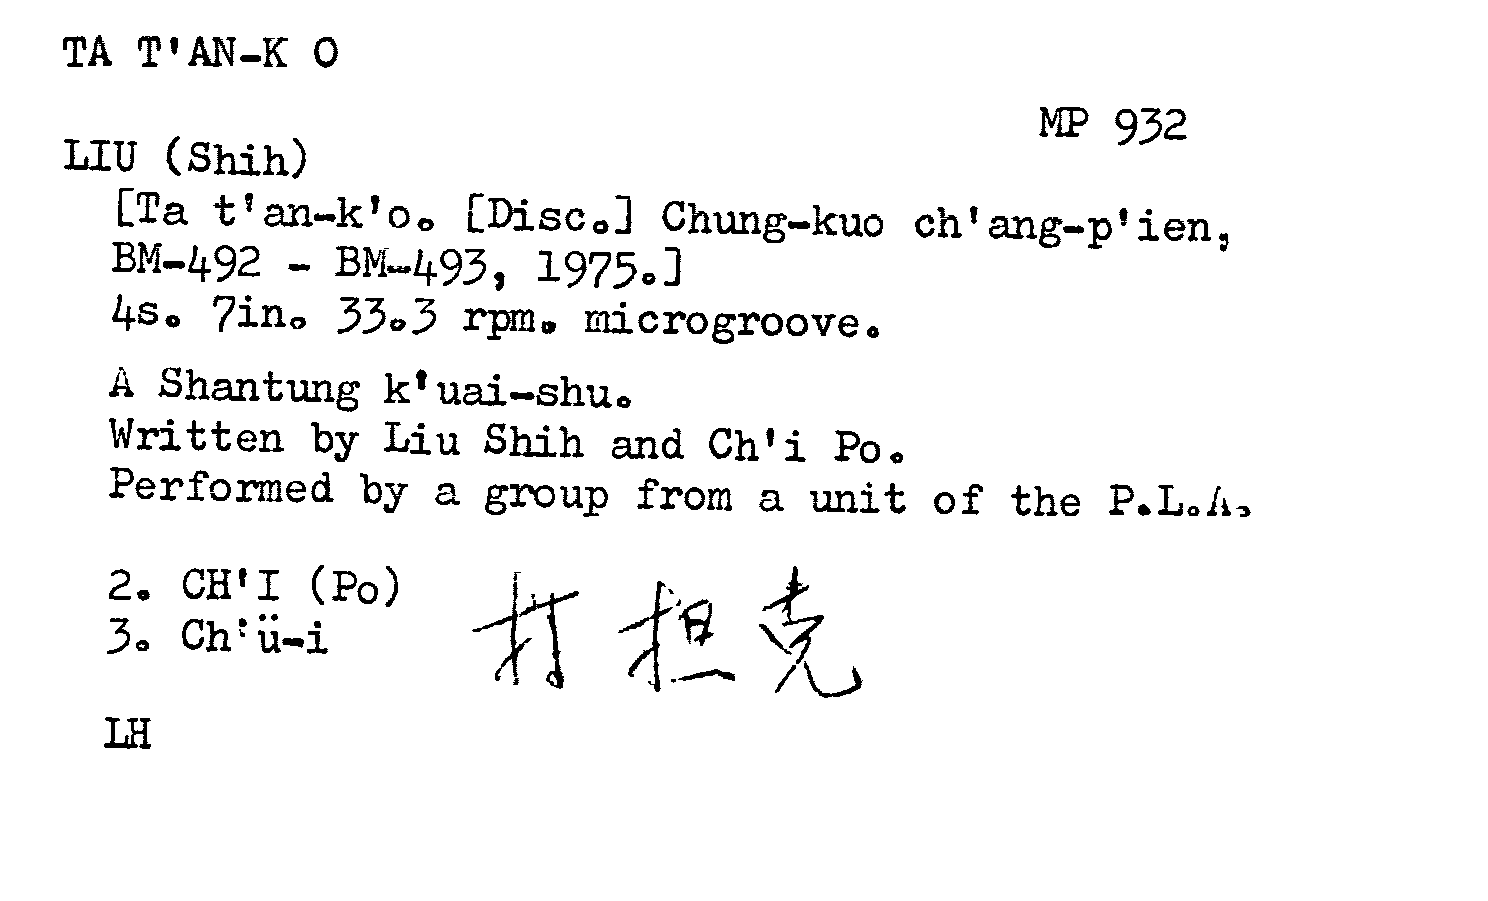 TA T'AN-K O
MP 932
LIU (Shih)
[Ta t'an-k'o. [Disc.] Chung-kuo ch'ang-p'ien,
BM-492 - BM-493, 1975.]
4s. 7in. 33.3 rpm. microgroove.
A Shantung k'uai-shu.
Written by Liu Shih and Ch'i Po.
Performed by a group from a unit of the P.L.A.
2. CH'I (Po)
3. Ch'ü-i
打担克
LH